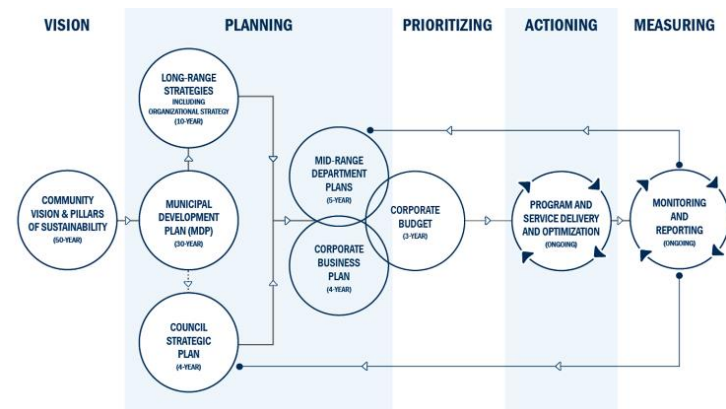 VISION
PLANNING
PRIORITIZING
ACTIONING
MEASURING
LONG-RANGE
STRATEGIES
INCLUDING
ORGANIZATIONAL STRATEGY
(10-YEAR)
COMMUNITY
VISION & PILLARS
OF SUSTAINABILITY
(50-YEAR)
MUNICIPAL
DEVELOPMENT
PLAN (MDP)
(30-YEAR)
COUNCIL
STRATEGIC
PLAN
(4-YEAR)
MID-RANGE
DEPARTMENT
PLANS
(5-YEAR)
CORPORATE
BUSINESS
PLAN
(4-YEAR)
CORPORATE
BUDGET
(3-YEAR)
PROGRAM AND
SERVICE DELIVERY
AND OPTIMIZATION
(ONGOING)
MONITORING
AND
REPORTING
(ONGOING)